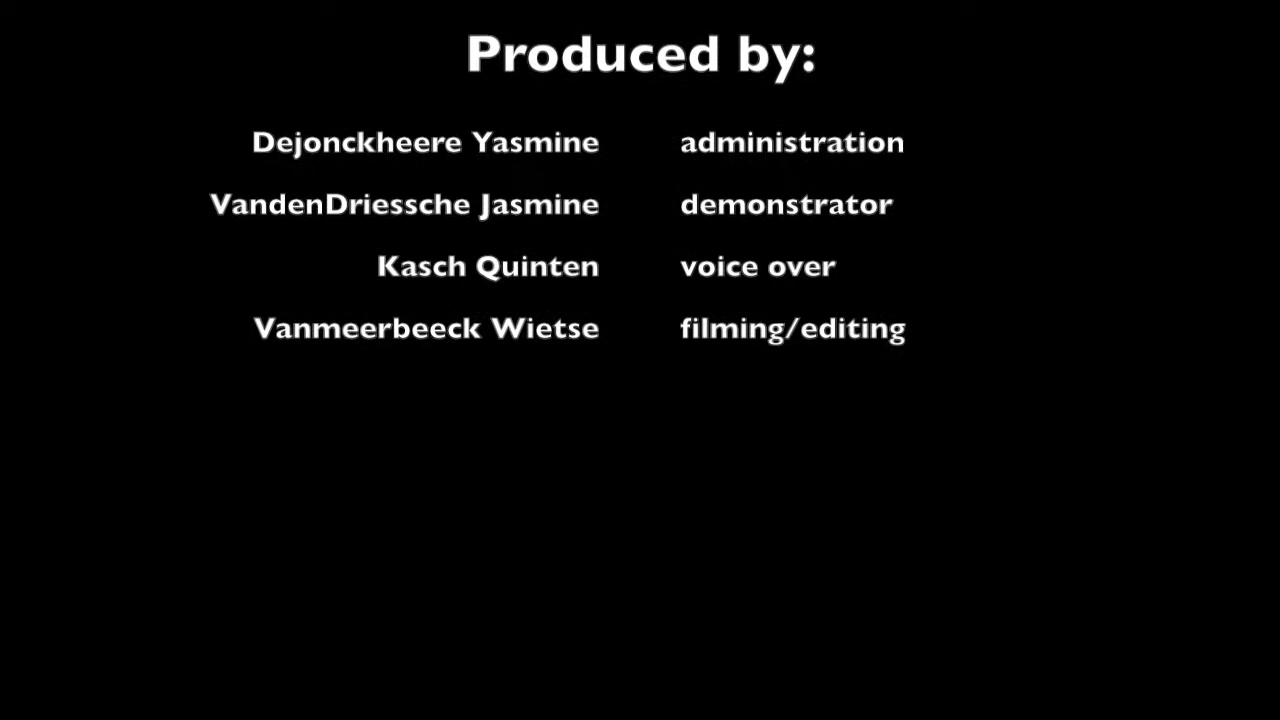 Produced by:
Dejonckheere Yasmine administration
VandenDriessche Jasmine demonstrator
Kasch Quinten voice over
Vanmeerbeeck Wietse filming/editing